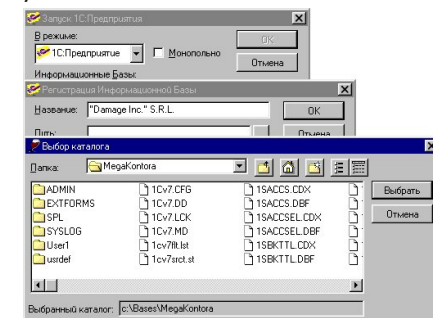 Запуск 1С:Предприятия
В режиме:
1С:Предприятие
Монопольно
OK
Отмена
Информационные Базы:
Регистрация Информационной Базы
Название:
"Damage Inc." S.R.L.
OK
Путь:
Отмена
Выбор каталога
Папка:
MegaKontora
ADMIN
EXTFORMS
SPL
SYSLOG
User1
usrdef
1Cv7.CFG
1Cv7.DD
1Cv7.LCK
1Cv7.MD
1cv7flt.lst
1cv7srct.st
1SACCS.CDX
1SACCS.DBF
1SACCSEL.CDX
1SACCSEL.DBF
1SBKTTL.CDX
1SBKTTL.DBF
Выбрать
Отмена
Выбранный каталог:
c:\Bases\MegaKontora